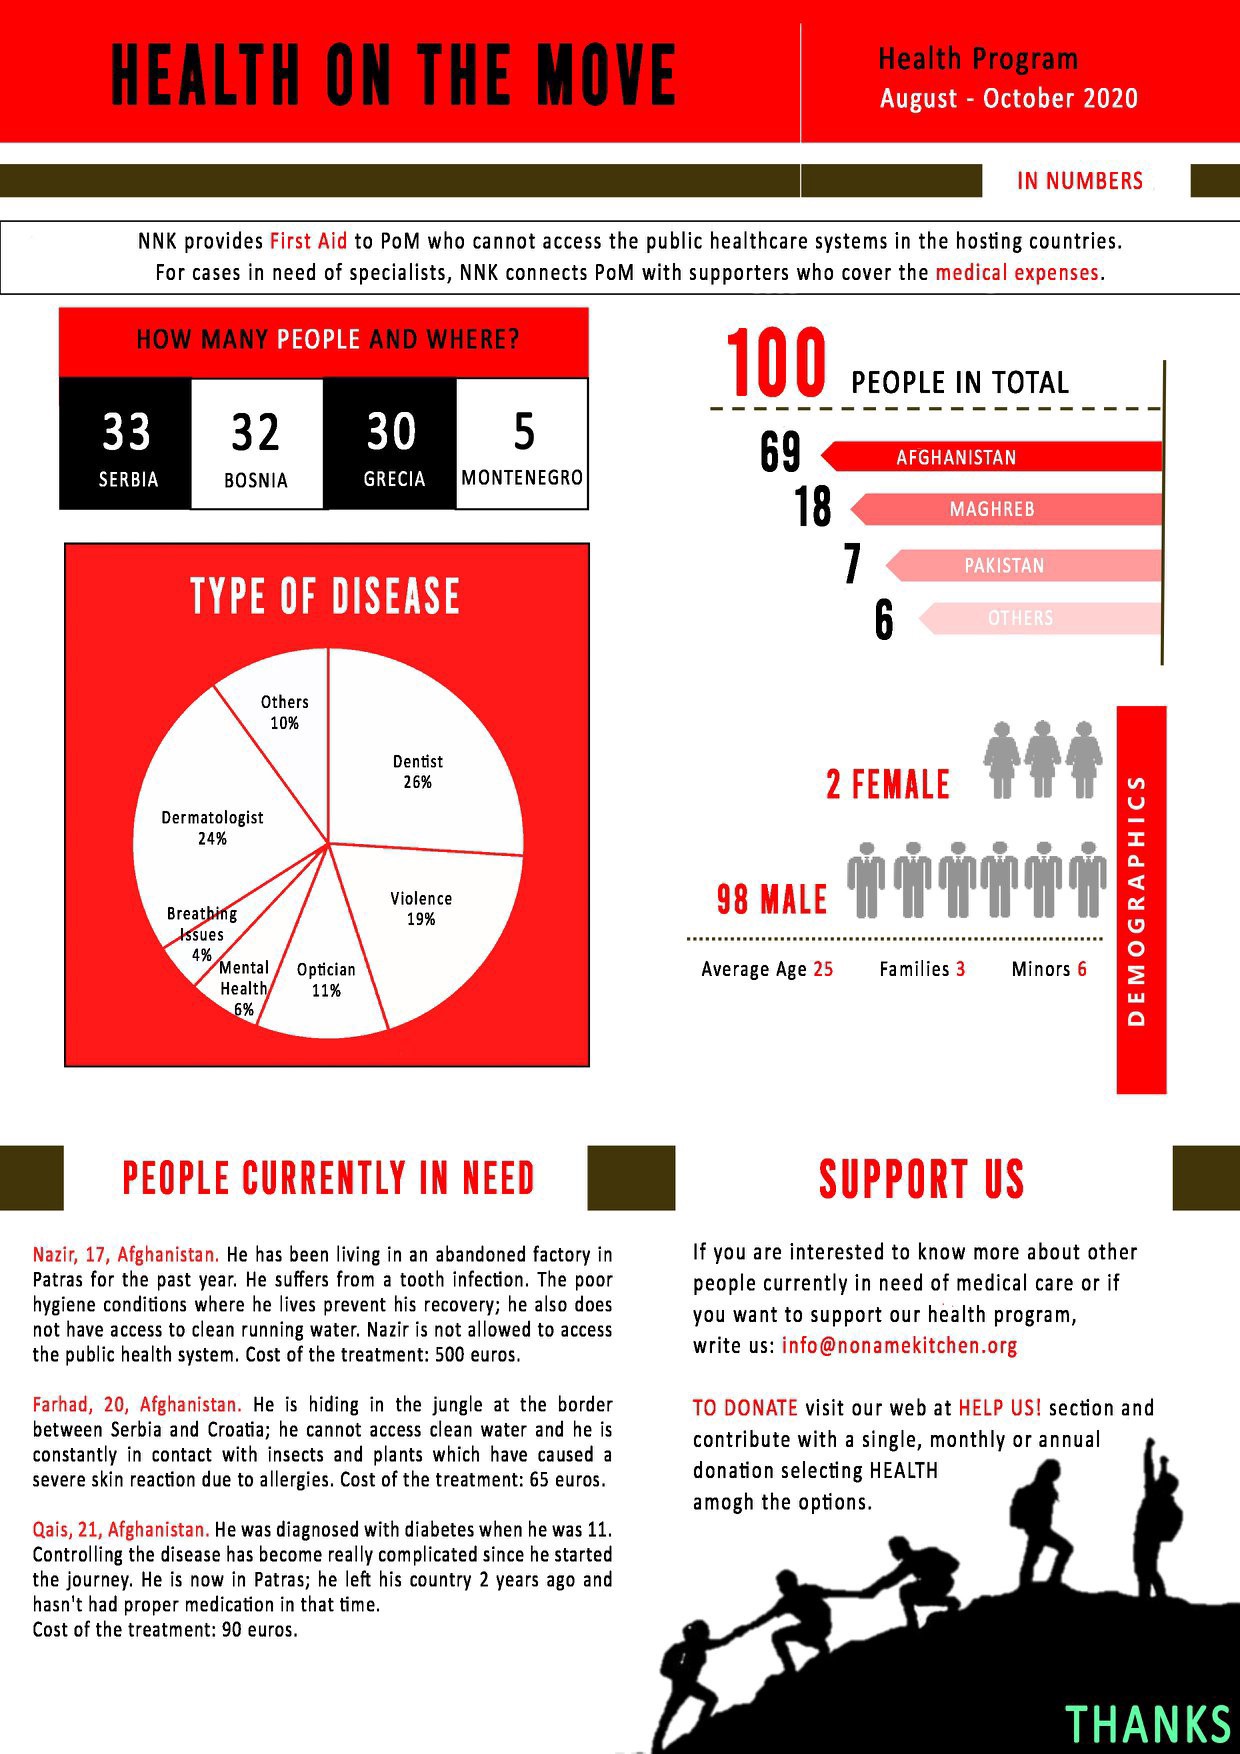 HEALTH ON THE MOVE
Health Program
August - October 2020
IN NUMBERS
NNK provides First Aid to PoM who cannot access the public healthcare systems in the hosting countries.
For cases in need of specialists, NNK connects PoM with supporters who cover the medical expenses.
HOW MANY PEOPLE AND WHERE?
33
SERBIA
32
BOSNIA
30
GRECIA
5
MONTENEGRO
100 PEOPLE IN TOTAL
69 AFGHANISTAN
18 MAGHREB
7 PAKISTAN
6 OTHERS
TYPE OF DISEASE
Others
10%
Dentist
26%
Dermatologist
24%
Violence
19%
Breathing
Issues
4%
Mental
Health
6%
Optician
11%
2 FEMALE
98 MALE
Average Age 25
Families 3
Minors 6
DEMOGRAPHICS
PEOPLE CURRENTLY IN NEED
Nazir, 17, Afghanistan. He has been living in an abandoned factory in
Patras for the past year. He suffers from a tooth infection. The poor
hygiene conditions where he lives prevent his recovery; he also does
not have access to clean running water. Nazir is not allowed to access
the public health system. Cost of the treatment: 500 euros.
Farhad, 20, Afghanistan. He is hiding in the jungle at the border
between Serbia and Croatia; he cannot access clean water and he is
constantly in contact with insects and plants which have caused a
severe skin reaction due to allergies. Cost of the treatment: 65 euros.
Qais, 21, Afghanistan. He was diagnosed with diabetes when he was 11.
Controlling the disease has become really complicated since he started
the journey. He is now in Patras; he left his country 2 years ago and
hasn't had proper medication in that time.
Cost of the treatment: 90 euros.
SUPPORT US
If you are interested to know more about other
people currently in need of medical care or if
you want to support our health program,
write us: info@nonamekitchen.org
TO DONATE visit our web at HELP US! section and
contribute with a single, monthly or annual
donation selecting HEALTH
amogh the options.
THANKS